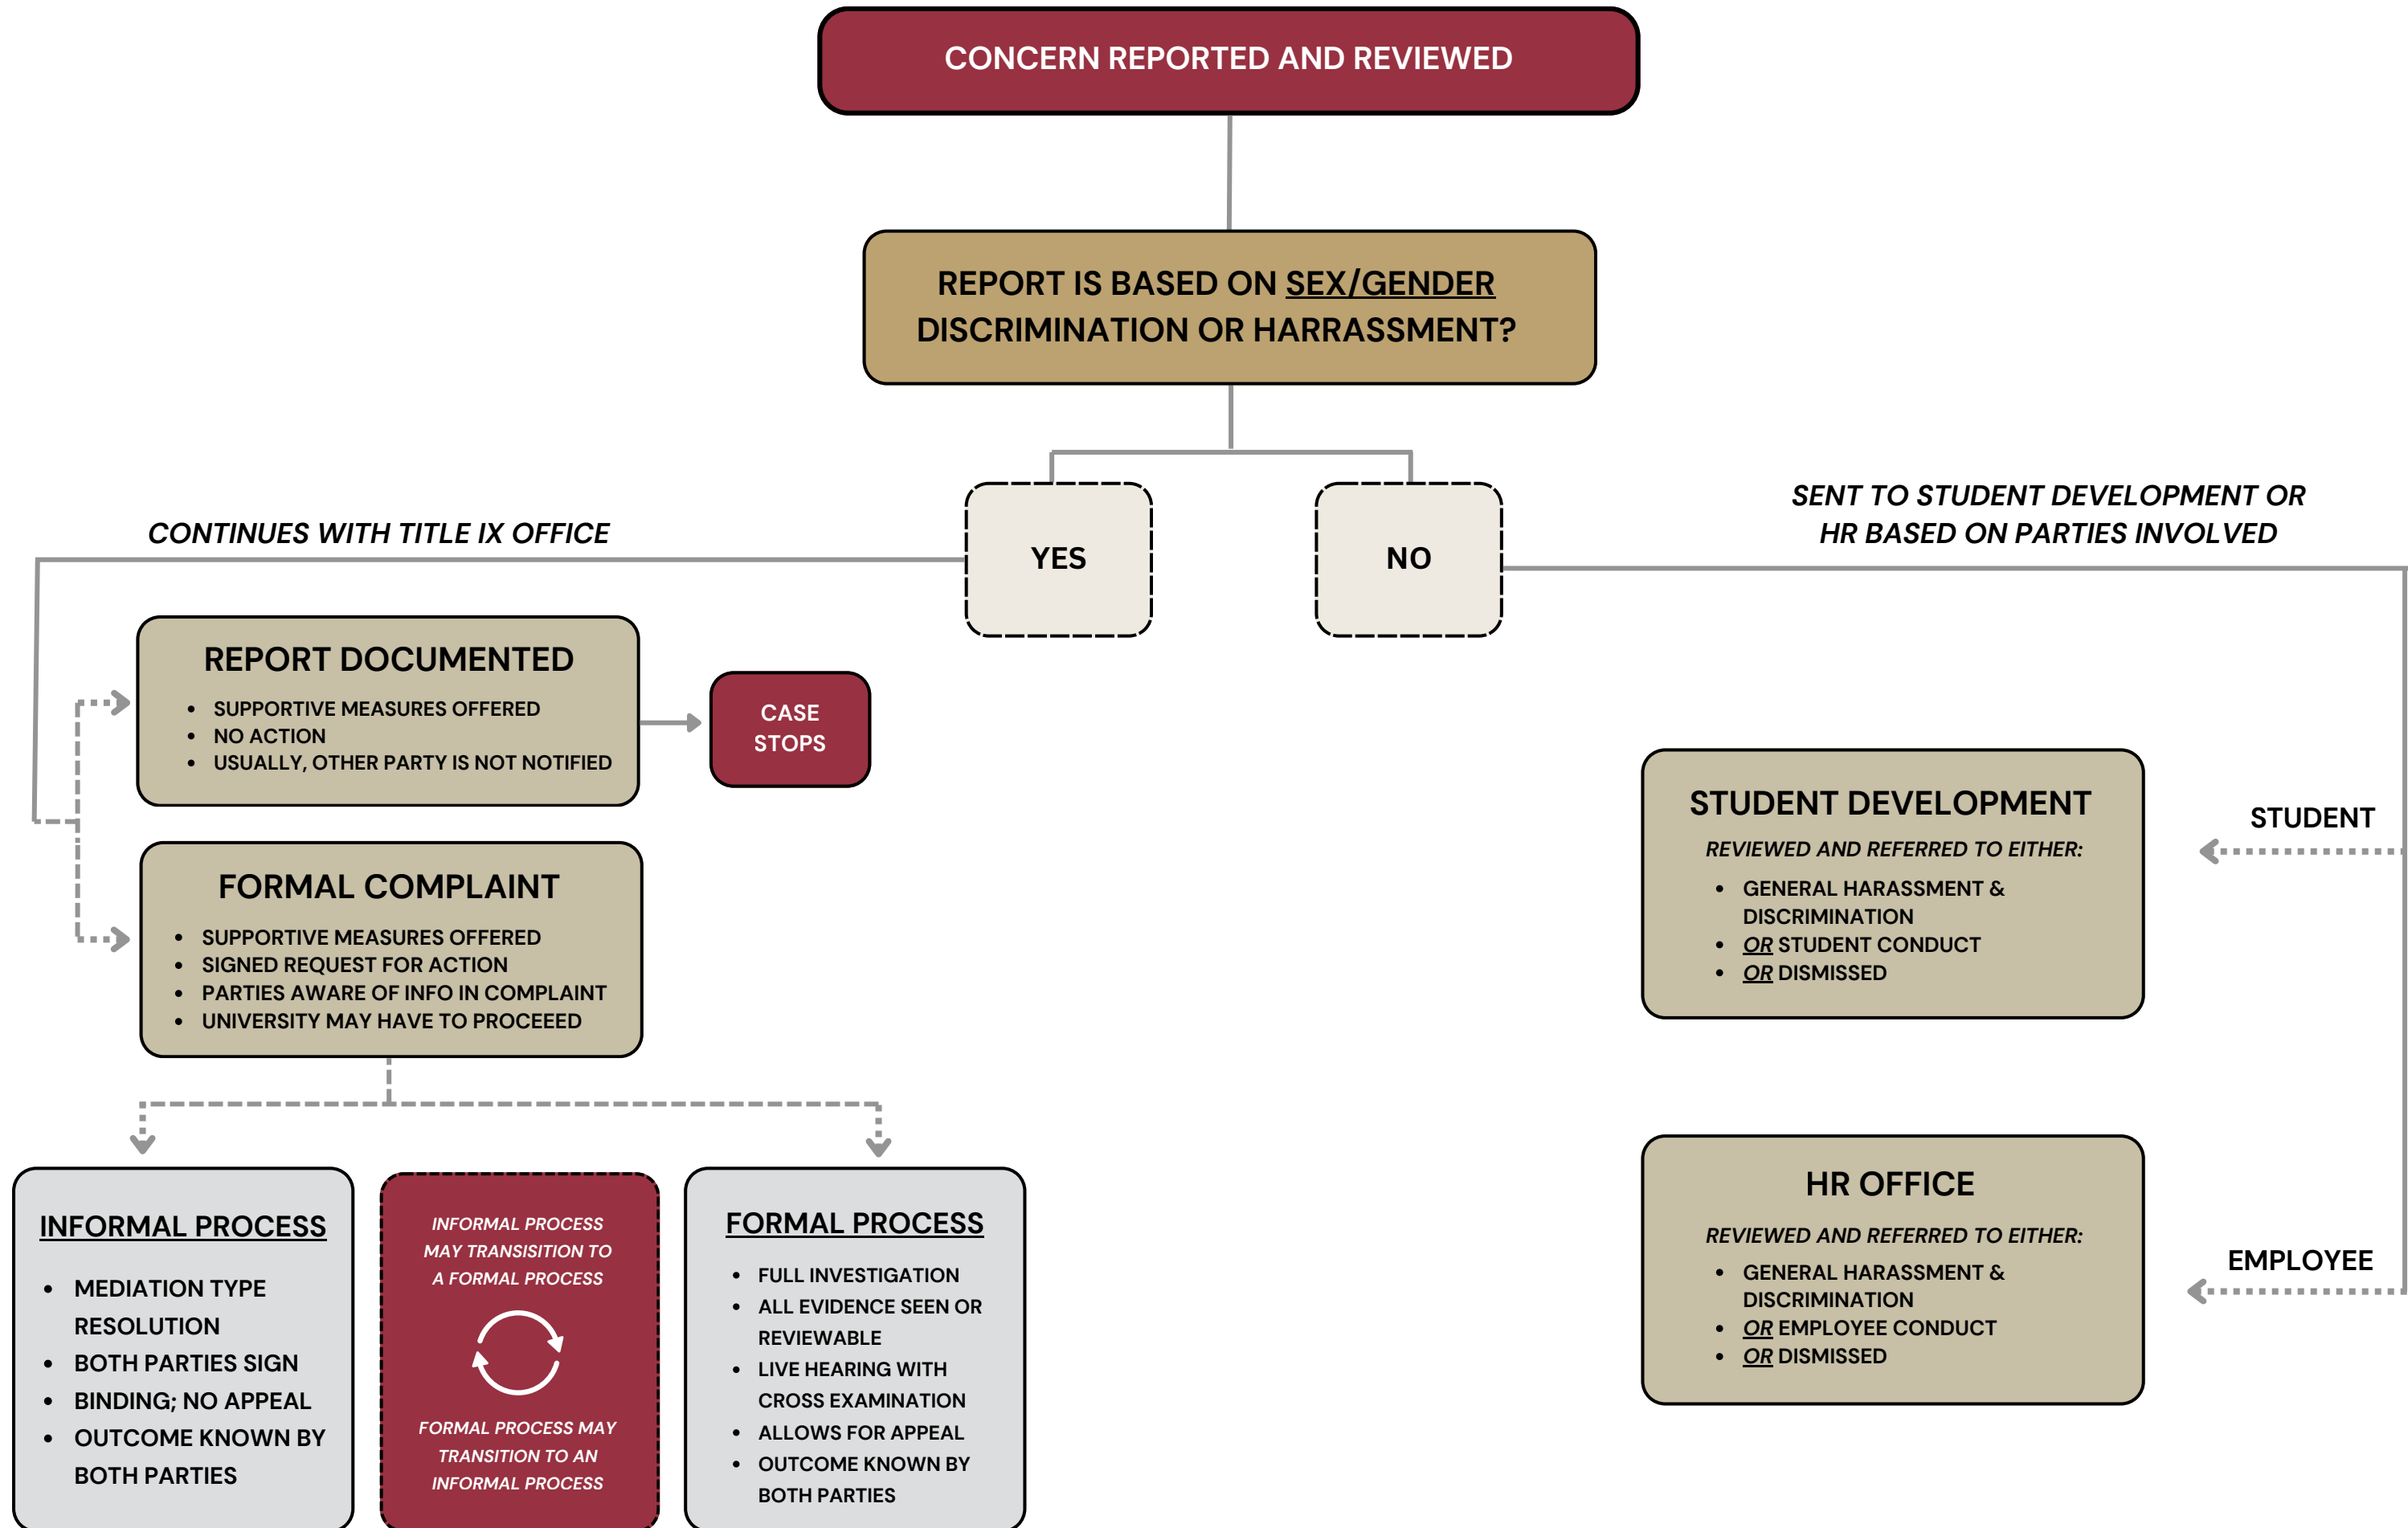 CONCERN REPORTED AND REVIEWED
REPORT IS BASED ON SEX/GENDER
DISCRIMINATION OR HARRASSMENT?
YES
NO
CONTINUES WITH TITLE IX OFFICE
SENT TO STUDENT DEVELOPMENT OR
HR BASED ON PARTIES INVOLVED
REPORT DOCUMENTED
• SUPPORTIVE MEASURES OFFERED
• NO ACTION
• USUALLY, OTHER PARTY IS NOT NOTIFIED
CASE
STOPS
FORMAL COMPLAINT
• SUPPORTIVE MEASURES OFFERED
• SIGNED REQUEST FOR ACTION
• PARTIES AWARE OF INFO IN COMPLAINT
• UNIVERSITY MAY HAVE TO PROCEEED
INFORMAL PROCESS
• MEDIATION TYPE
RESOLUTION
• BOTH PARTIES SIGN
• BINDING; NO APPEAL
• OUTCOME KNOWN BY
BOTH PARTIES
INFORMAL PROCESS
MAY TRANSISITION TO
A FORMAL PROCESS
FORMAL PROCESS MAY
TRANSITION TO AN
INFORMAL PROCESS
FORMAL PROCESS
• FULL INVESTIGATION
• ALL EVIDENCE SEEN OR
REVIEWABLE
• LIVE HEARING WITH
CROSS EXAMINATION
• ALLOWS FOR APPEAL
• OUTCOME KNOWN BY
BOTH PARTIES
STUDENT DEVELOPMENT
REVIEWED AND REFERRED TO EITHER:
• GENERAL HARASSMENT &
DISCRIMINATION
• OR STUDENT CONDUCT
• OR DISMISSED
STUDENT
HR OFFICE
REVIEWED AND REFERRED TO EITHER:
• GENERAL HARASSMENT &
DISCRIMINATION
• OR EMPLOYEE CONDUCT
• OR DISMISSED
EMPLOYEE